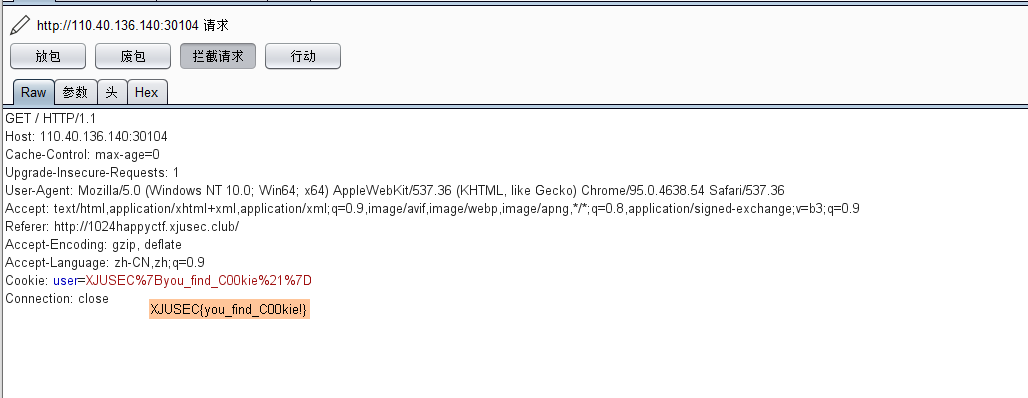 http://110.40.136.140:30104 请求
放包 废包 拦截请求 行动
Raw 参数 头 Hex
GET / HTTP/1.1
Host: 110.40.136.140:30104
Cache-Control: max-age=0
Upgrade-Insecure-Requests: 1
User-Agent: Mozilla/5.0 (Windows NT 10.0; Win64; x64) AppleWebKit/537.36 (KHTML, like Gecko) Chrome/95.0.4638.54 Safari/537.36
Accept: text/html,application/xhtml+xml,application/xml;q=0.9,image/avif,image/webp,image/apng,*/*;q=0.8,application/signed-exchange;v=b3;q=0.9
Referer: http://1024happyctf.xjusec.club/
Accept-Encoding: gzip, deflate
Accept-Language: zh-CN,zh;q=0.9
Cookie: user=XJUSEC%7Byou_find_C00kie%21%7D
Connection: close
XJUSEC{you_find_C00kie!}